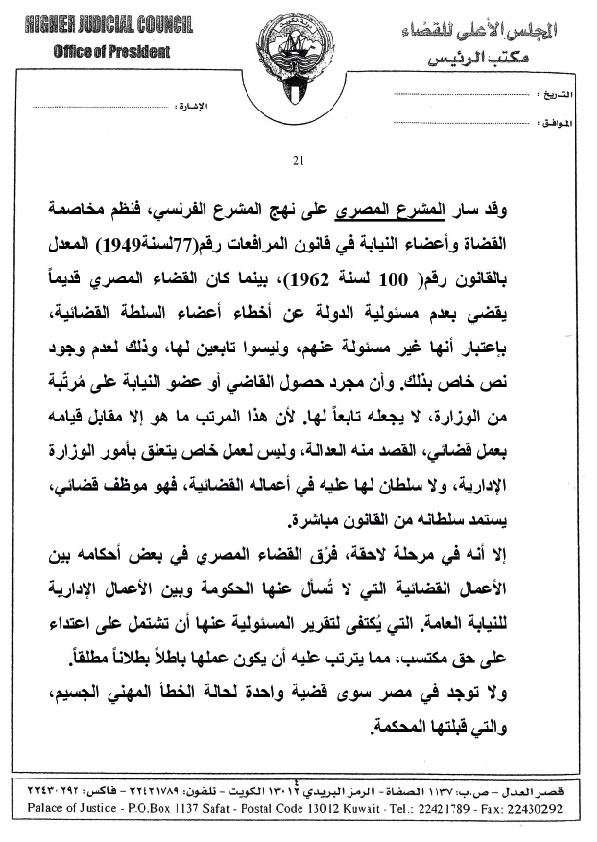 HIGHER JUDICIAL COUNCIL
Office of President
المجلس الأعلى للقضاء
مكتب الرئيس
التاريخ :
الموافق :
الإشارة :
21
وقد سار المشرع المصري على نهج المشرع الفرنسي، فنظم مخاصمة
القضاة وأعضاء النيابة في قانون المرافعات رقم(77لسنة1949) المعدل
بالقانون رقم( 100 لسنة 1962)، بينما كان القضاء المصري قديماً
يقضي بعدم مسئولية الدولة عن أخطاء أعضاء السلطة القضائية،
بإعتبار أنها غير مسئولة عنهم، وليسوا تابعين لها، وذلك لعدم وجود
نص خاص بذلك. وأن مجرد حصول القاضي أو عضو النيابة على مُرتّبة
من الوزارة، لا يجعله تابعاً لها. لأن هذا المرتب ما هو إلا مقابل قيامه
بعمل قضائي، القصد منه العدالة، وليس لعمل خاص يتعلق بأمور الوزارة
الإدارية، ولا سلطان لها عليه في أعماله القضائية، فهو موظف قضائي،
يستمد سلطانه من القانون مباشرة.
إلا أنه في مرحلة لاحقة، فرّق القضاء المصري في بعض أحكامه بين
الأعمال القضائية التي لا تُسأل عنها الحكومة وبين الأعمال الإدارية
للنيابة العامة. التي يُكتفى لتقرير المسئولية عنها أن تشتمل على اعتداء
على حق مكتسب، مما يترتب عليه أن يكون عملها باطلاً بطلاناً مطلقاً.
ولا توجد في مصر سوى قضية واحدة لحالة الخطأ المهني الجسيم،
والتي قبلتها المحكمة.
قصر العدل - ص.ب: ١١٣٧ الصفاة - الرمز البريدي ١٣٠١٢ الكويت - تلفون: ٢٢٤٢١٧٨٩ - فاكس: ٢٢٤٣٠٢٩٢
Palace of Justice - P.O.Box 1137 Safat - Postal Code 13012 Kuwait - Tel.: 22421789 - Fax: 22430292